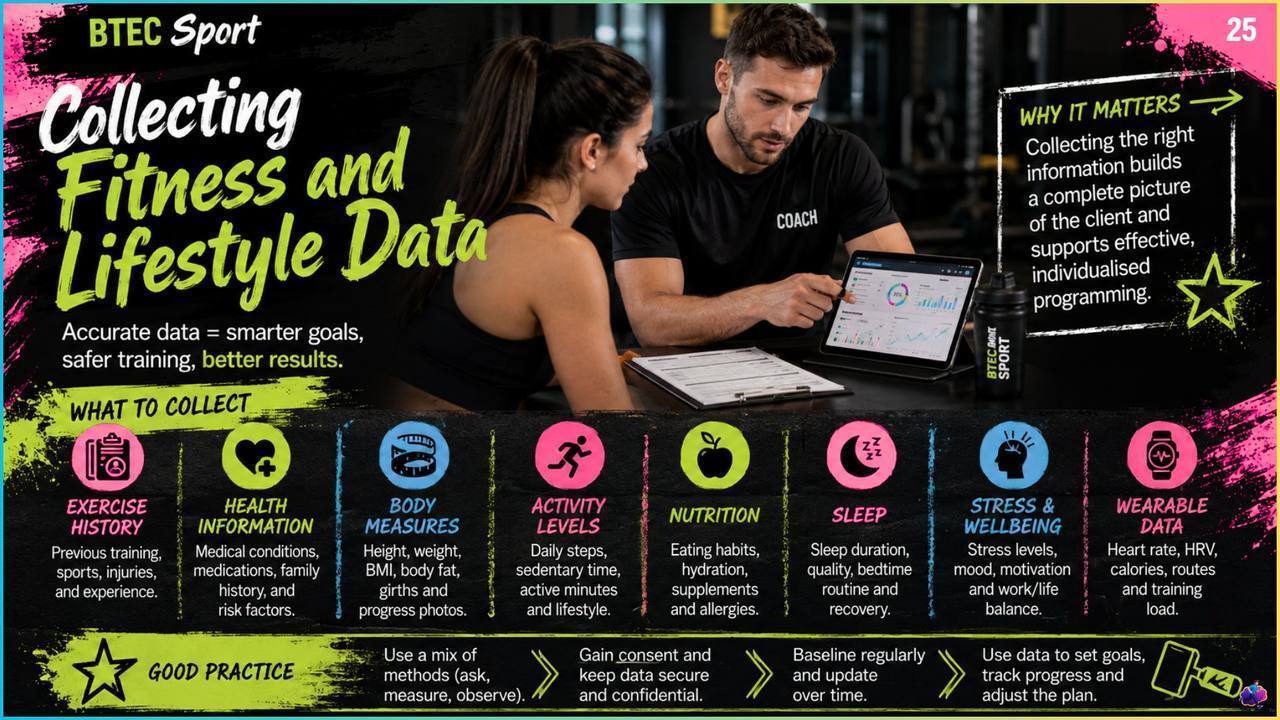 BTEC Sport
25
Collecting
Fitness and
Lifestyle Data
Accurate data = smarter goals,
safer training, better results.
COACH
BTEC
SPORT
WHY IT MATTERS
Collecting the right
information builds
a complete picture
of the client and
supports effective,
individualised
programming.
WHAT TO COLLECT
EXERCISE
HISTORY
Previous training,
sports, injuries,
and experience.
HEALTH
INFORMATION
Medical conditions,
medications, family
history, and
risk factors.
BODY
MEASURES
Height, weight,
BMI, body fat,
girths and
progress photos.
ACTIVITY
LEVELS
Daily steps,
sedentary time,
active minutes
and lifestyle.
NUTRITION
Eating habits,
hydration,
supplements
and allergies.
SLEEP
Sleep duration,
quality, bedtime
routine and
recovery.
STRESS &
WELLBEING
Stress levels,
mood, motivation
and work/life
balance.
WEARABLE
DATA
Heart rate, HRV,
calories, routes
and training
load.
GOOD PRACTICE
Use a mix of
methods (ask,
measure, observe).
Gain consent and
keep data secure
and confidential.
Baseline regularly
and update
over time.
Use data to set goals,
track progress and
adjust the plan.